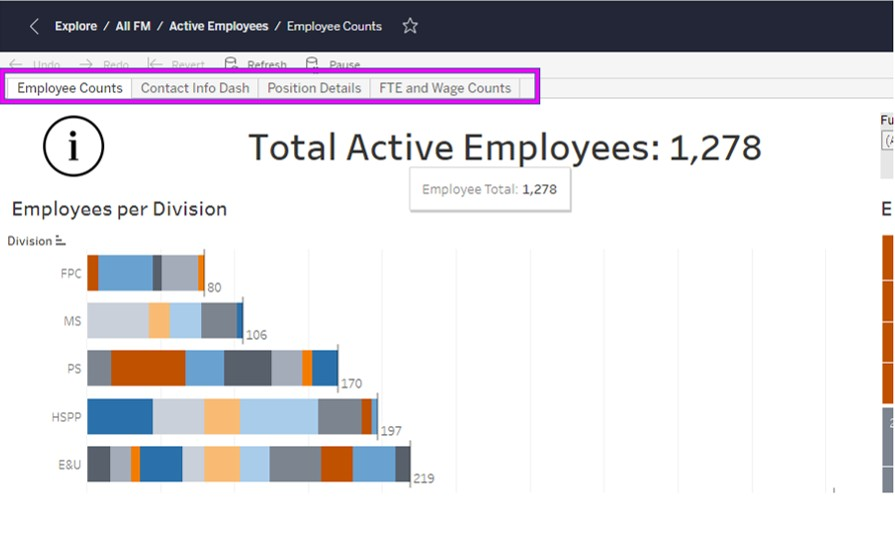 Explore / All FM / Active Employees / Employee Counts
Undo Redo Revert Refresh Pause
Employee Counts Contact Info Dash Position Details FTE and Wage Counts
i Total Active Employees: 1,278
Employee Total: 1,278
Employees per Division
Division
FPC 80
MS 106
PS 170
HSPP 197
E&U 219